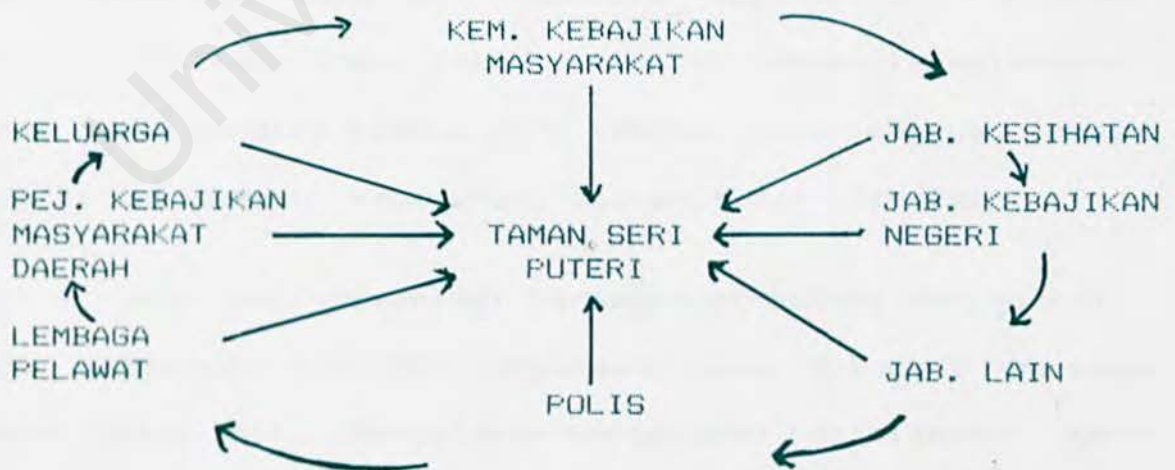 KEM. KEBAJIKAN
MASYARAKAT
KELUARGA
JAB. KESIHATAN
PEJ. KEBAJIKAN
MASYARAKAT
DAERAH
TAMAN SERI
PUTERI
JAB. KEBAJIKAN
NEGERI
LEMBAGA
PELAWAT
JAB. LAIN
POLIS
Univ